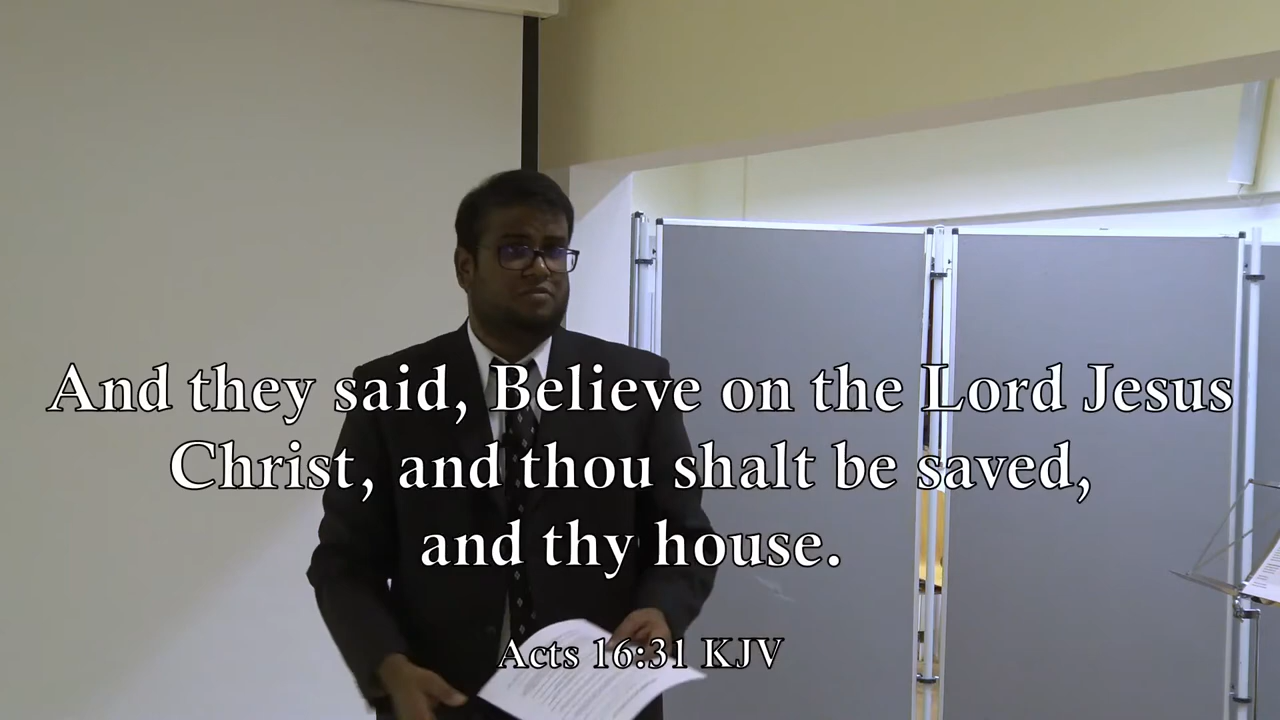 And they said, Believe on the Lord Jesus
Christ, and thou shalt be saved,
and thy house.
Acts 16:31 KJV